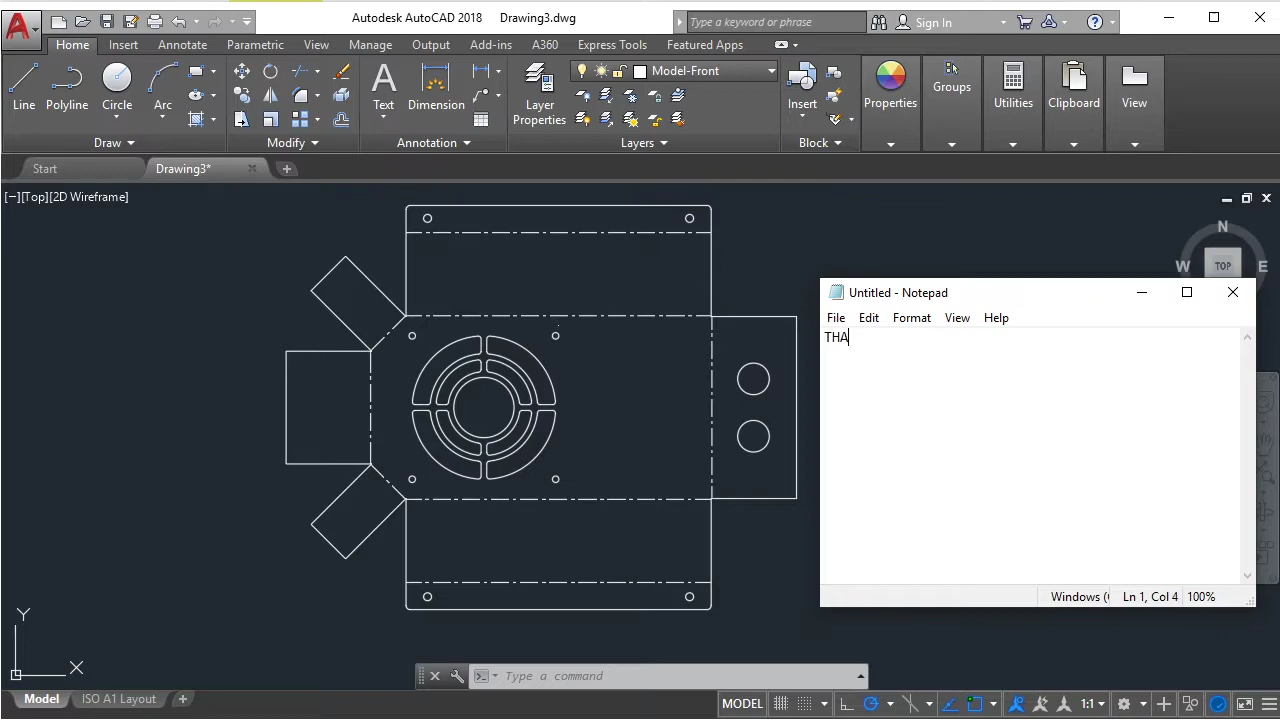 Autodesk AutoCAD 2018 Drawing3.dwg
Type a keyword or phrase
Sign In
Home Insert Annotate Parametric View Manage Output Add-ins A360 Express Tools Featured Apps
Model-Front
Line Polyline Circle Arc
Text Dimension
Layer Properties
Insert
Properties Groups Utilities Clipboard View
Draw Modify Annotation Layers Block
Start Drawing3*
[−][Top][2D Wireframe]
N
W TOP E
Untitled - Notepad
File Edit Format View Help
THA
Windows (
Ln 1, Col 4 100%
Y
X
Type a command
Model ISO A1 Layout
MODEL
1:1